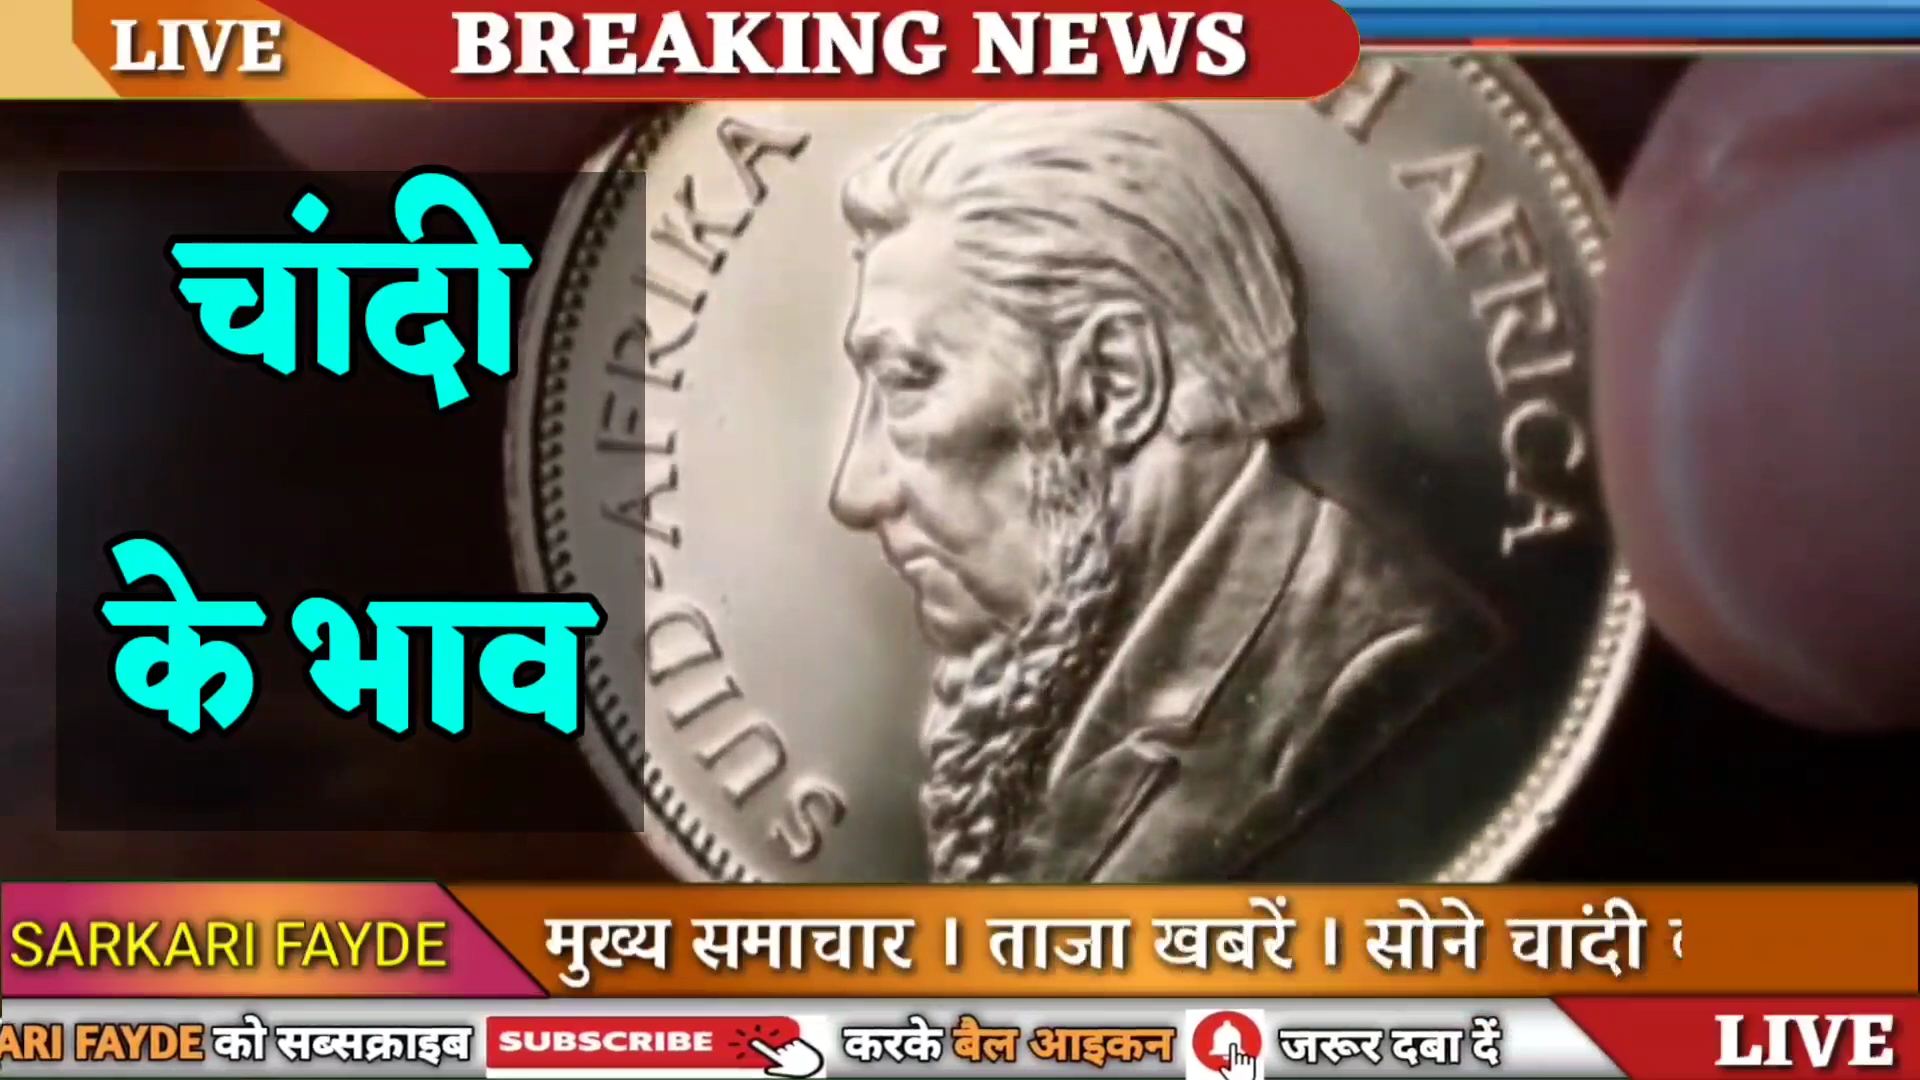 LIVE BREAKING NEWS
चांदी
के भाव
SUID-AFRIKA
AFRICA
SARKARI FAYDE मुख्य समाचार । ताजा खबरें । सोने चांदी
ARI FAYDE को सब्सक्राइब SUBSCRIBE करके बैल आइकन जरूर दबा दें LIVE